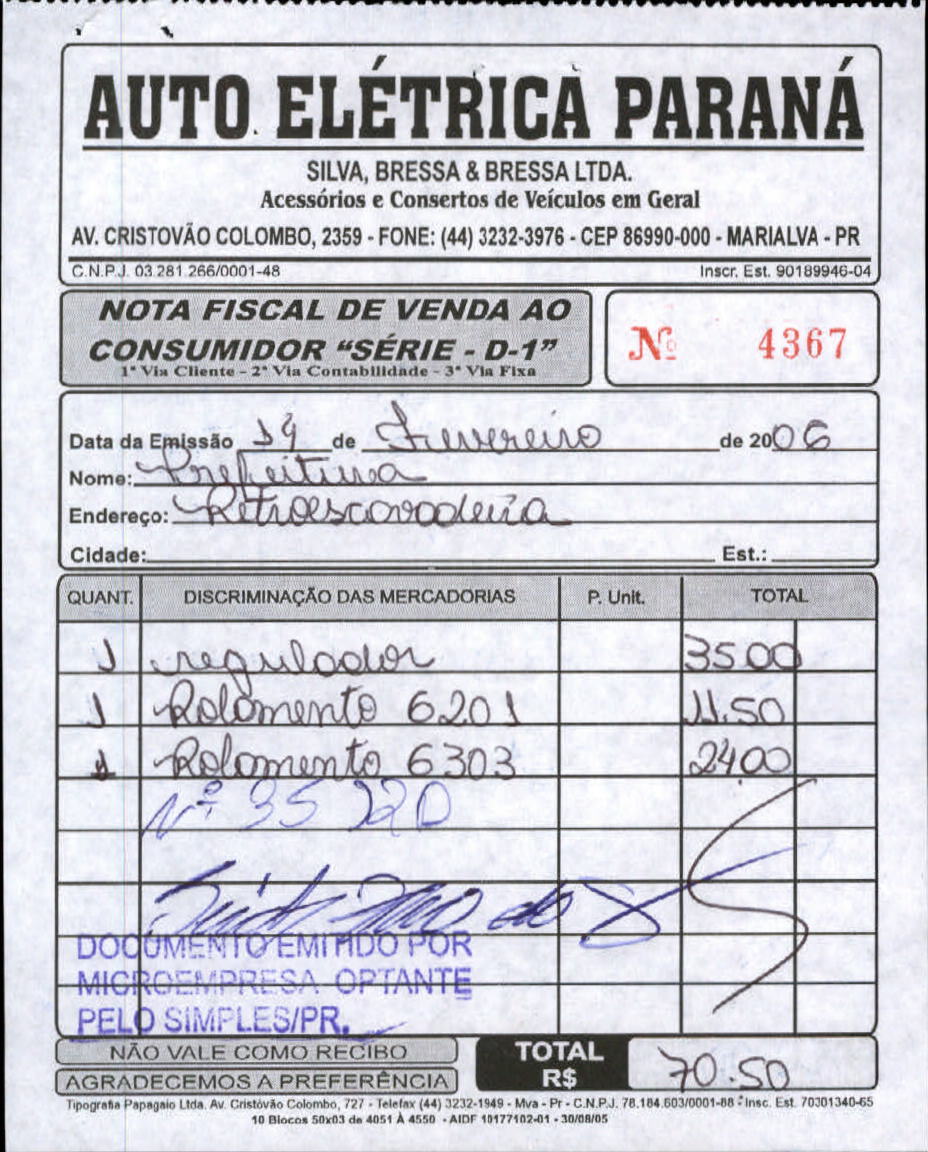 AUTO ELÉTRICA PARANÁ
SILVA, BRESSA & BRESSA LTDA.
Acessórios e Consertos de Veículos em Geral
AV. CRISTOVÃO COLOMBO, 2359 - FONE: (44) 3232-3976 - CEP 86990-000 - MARIALVA - PR
C.N.P.J. 03.281.266/0001-48 Inscr. Est. 90189946-04
NOTA FISCAL DE VENDA AO
CONSUMIDOR “SÉRIE - D-1”
1ª Via Cliente - 2ª Via Contabilidade - 3ª Via Fixa
Nº 4367
Data da Emissão 19 de Fevereiro de 2006
Nome: Prefeitura
Endereço: Retroescavadeira
Cidade: Est.:
QUANT. DISCRIMINAÇÃO DAS MERCADORIAS P. Unit. TOTAL
1 regulador 35 00
1 Rolamento 6201 11.50
1 Rolamento 6303 24 00
Nº 35
DOCUMENTO EMITIDO POR
MICROEMPRESA OPTANTE
PELO SIMPLES/PR.
NÃO VALE COMO RECIBO
AGRADECEMOS A PREFERÊNCIA
TOTAL R$ 70.50
Tipografia Papagaio Ltda. Av. Cristóvão Colombo, 727 - Telefax (44) 3232-1949 - Mva - Pr - C.N.P.J. 78.184.603/0001-88 - Insc. Est. 70301340-65
10 Blocos 50x03 de 4051 À 4550 - AIDF 10177102-01 - 30/08/05